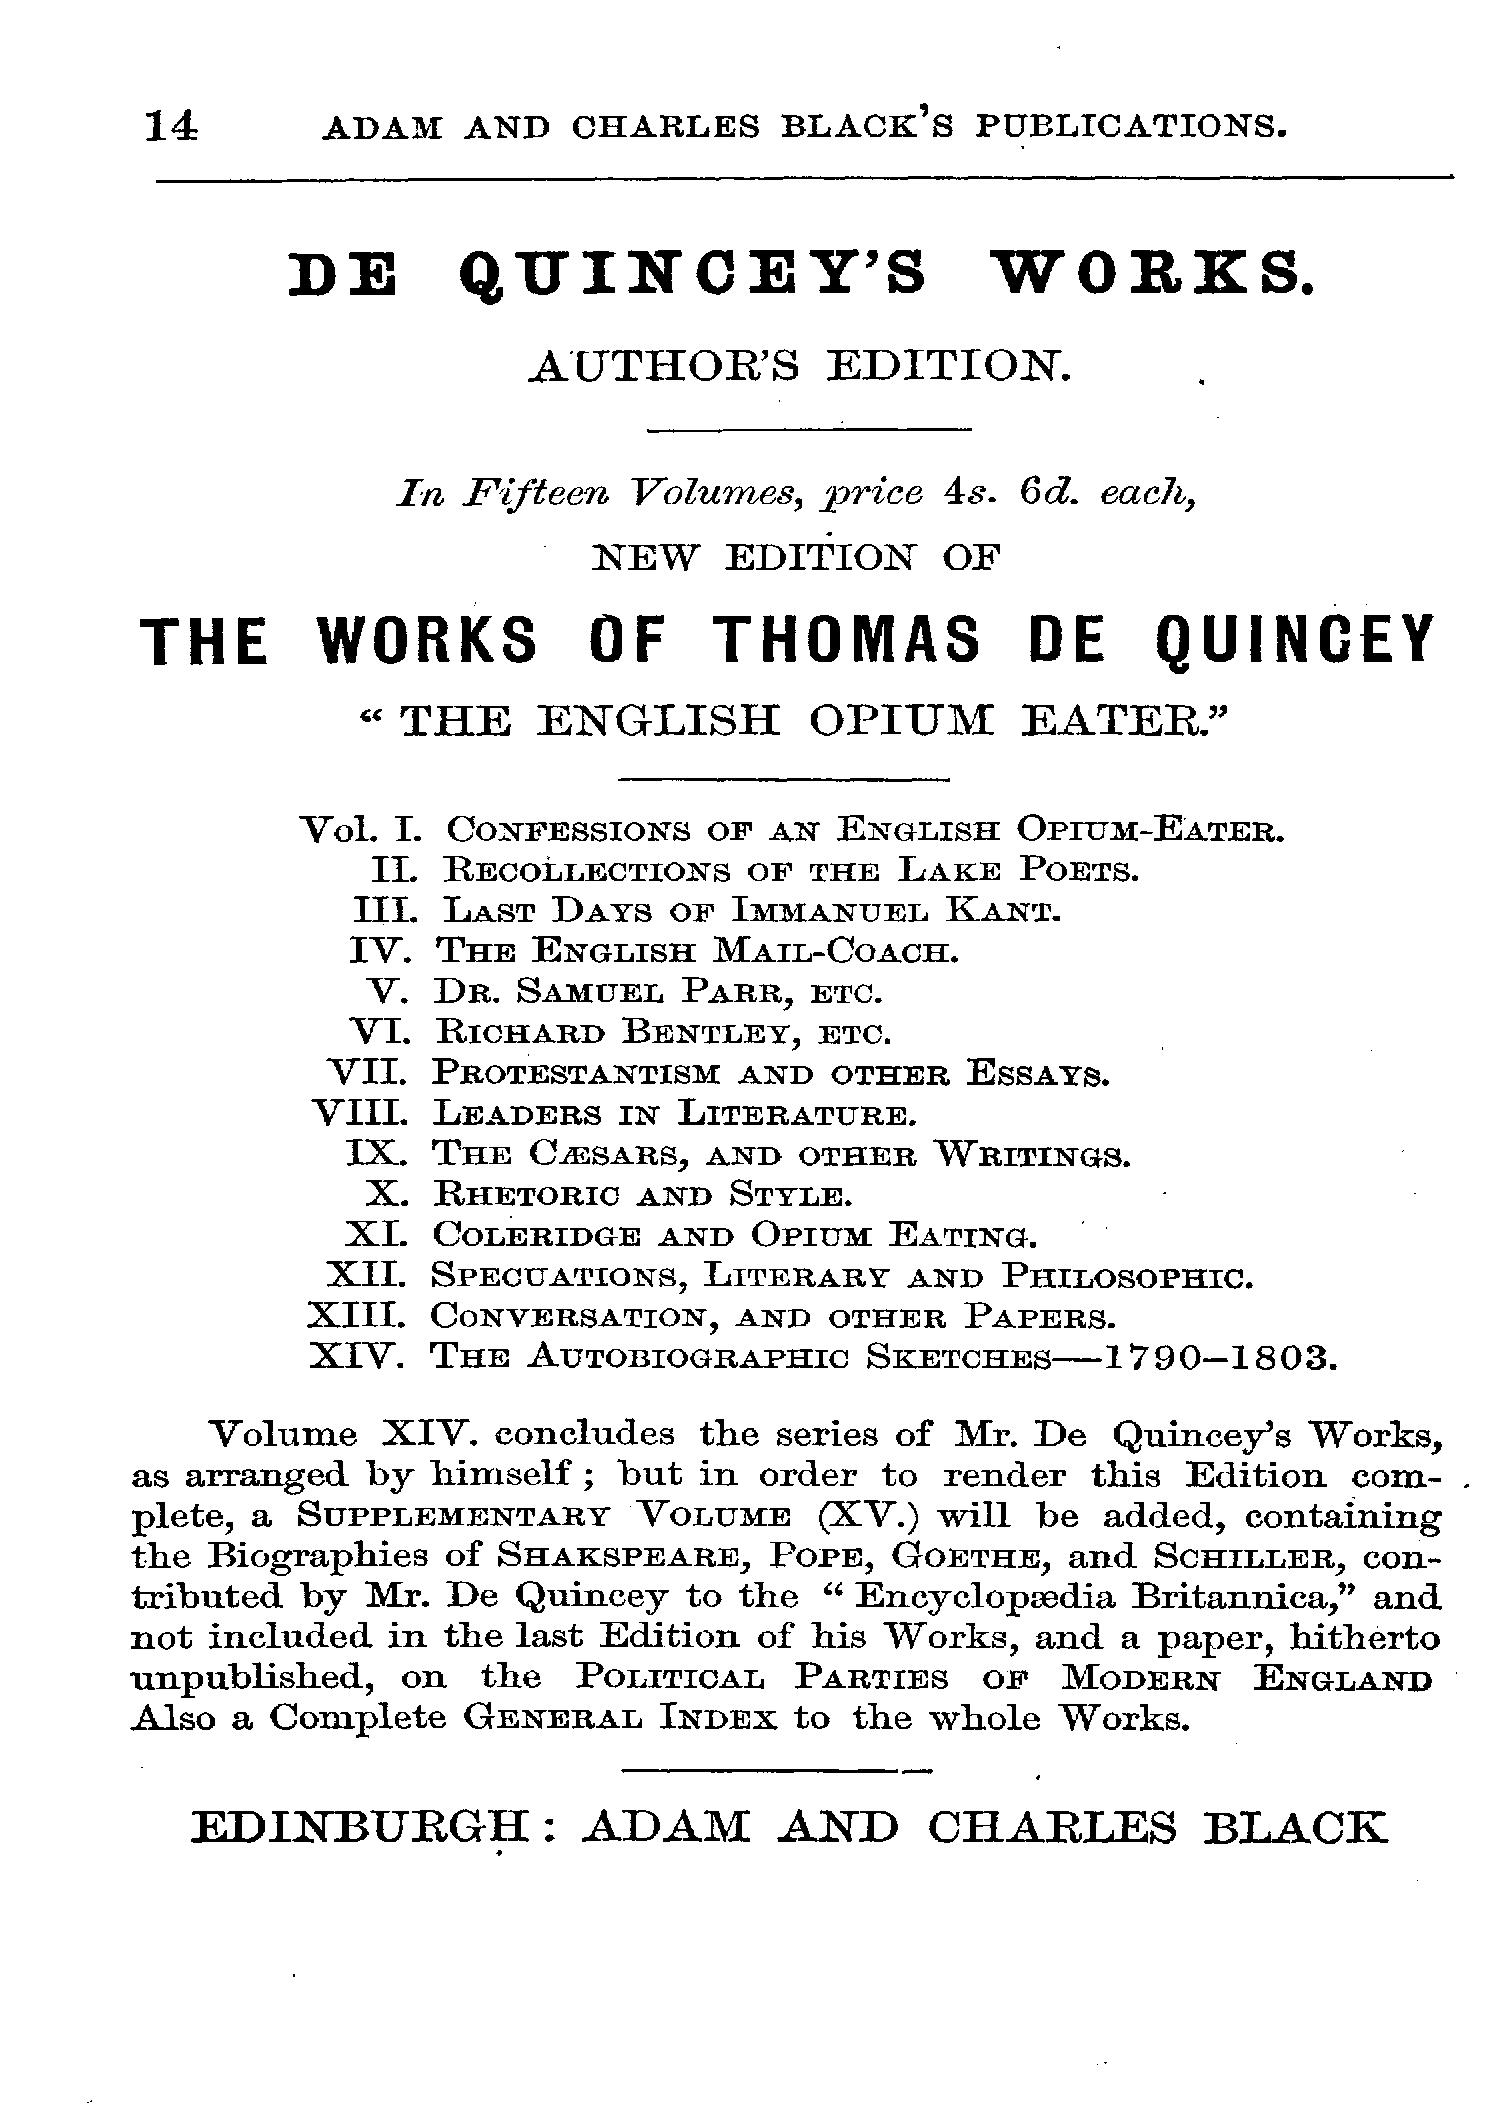 14 ADAM AND CHARLES BLACK'S PUBLICATIONS.
DE QUINCEY'S WORKS.
AUTHOR'S EDITION.
In Fifteen Volumes, price 4s. 6d. each,
NEW EDITION OF
THE WORKS OF THOMAS DE QUINCEY
“ THE ENGLISH OPIUM EATER.”
Vol. I. CONFESSIONS OF AN ENGLISH OPIUM-EATER.
II. RECOLLECTIONS OF THE LAKE POETS.
III. LAST DAYS OF IMMANUEL KANT.
IV. THE ENGLISH MAIL-COACH.
V. DR. SAMUEL PARR, ETC.
VI. RICHARD BENTLEY, ETC.
VII. PROTESTANTISM AND OTHER ESSAYS.
VIII. LEADERS IN LITERATURE.
IX. THE CÆSARS, AND OTHER WRITINGS.
X. RHETORIC AND STYLE.
XI. COLERIDGE AND OPIUM EATING.
XII. SPECUATIONS, LITERARY AND PHILOSOPHIC.
XIII. CONVERSATION, AND OTHER PAPERS.
XIV. THE AUTOBIOGRAPHIC SKETCHES—1790–1803.
Volume XIV. concludes the series of Mr. De Quincey's Works,
as arranged by himself ; but in order to render this Edition com-
plete, a SUPPLEMENTARY VOLUME (XV.) will be added, containing
the Biographies of SHAKSPEARE, POPE, GOETHE, and SCHILLER, con-
tributed by Mr. De Quincey to the “ Encyclopædia Britannica,” and
not included in the last Edition of his Works, and a paper, hitherto
unpublished, on the POLITICAL PARTIES OF MODERN ENGLAND
Also a Complete GENERAL INDEX to the whole Works.
EDINBURGH : ADAM AND CHARLES BLACK